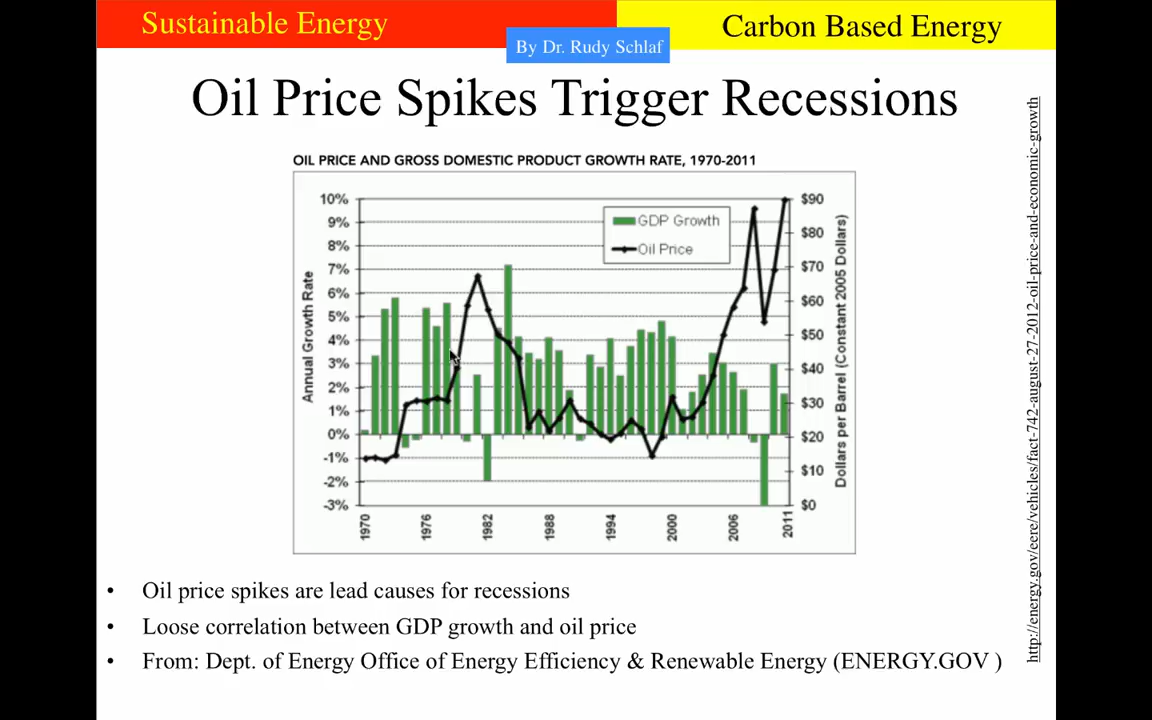 Sustainable Energy
Carbon Based Energy
By Dr. Rudy Schlaf
Oil Price Spikes Trigger Recessions
OIL PRICE AND GROSS DOMESTIC PRODUCT GROWTH RATE, 1970-2011
10%
9%
8%
7%
6%
5%
4%
3%
2%
1%
0%
-1%
-2%
-3%
Annual Growth Rate
GDP Growth
Oil Price
$90
$80
$70
$60
$50
$40
$30
$20
$10
$0
Dollars per Barrel (Constant 2005 Dollars)
1970
1976
1982
1988
1994
2000
2006
2011
http://energy.gov/eere/vehicles/fact-742-august-27-2012-oil-price-and-economic-growth
• Oil price spikes are lead causes for recessions
• Loose correlation between GDP growth and oil price
• From: Dept. of Energy Office of Energy Efficiency & Renewable Energy (ENERGY.GOV )